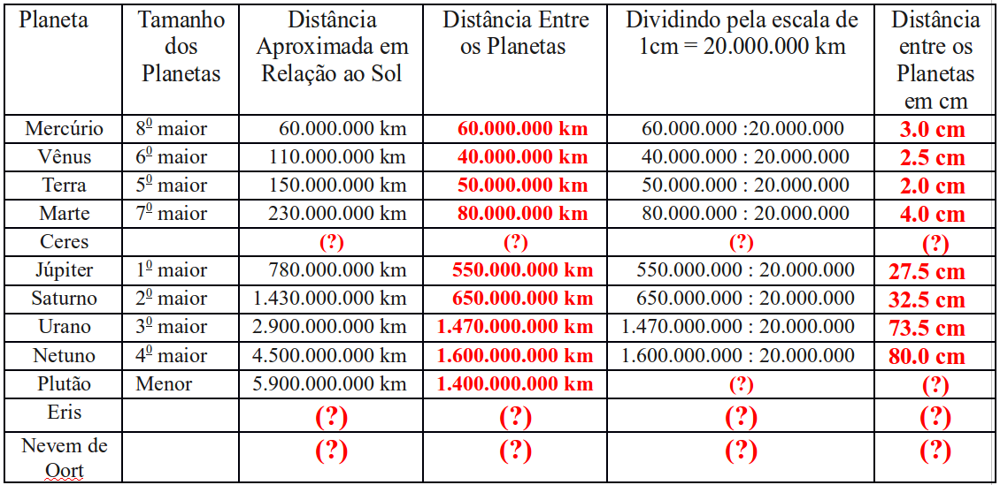 Planeta Tamanho dos Planetas Distância Aproximada em Relação ao Sol Distância Entre os Planetas Dividindo pela escala de 1cm = 20.000.000 km Distância entre os Planetas em cm
Mercúrio 8º maior 60.000.000 km 60.000.000 km 60.000.000 :20.000.000 3.0 cm
Vênus 6º maior 110.000.000 km 40.000.000 km 40.000.000 : 20.000.000 2.5 cm
Terra 5º maior 150.000.000 km 50.000.000 km 50.000.000 : 20.000.000 2.0 cm
Marte 7º maior 230.000.000 km 80.000.000 km 80.000.000 : 20.000.000 4.0 cm
Ceres (?) (?) (?) (?)
Júpiter 1º maior 780.000.000 km 550.000.000 km 550.000.000 : 20.000.000 27.5 cm
Saturno 2º maior 1.430.000.000 km 650.000.000 km 650.000.000 : 20.000.000 32.5 cm
Urano 3º maior 2.900.000.000 km 1.470.000.000 km 1.470.000.000 : 20.000.000 73.5 cm
Netuno 4º maior 4.500.000.000 km 1.600.000.000 km 1.600.000.000 : 20.000.000 80.0 cm
Plutão Menor 5.900.000.000 km 1.400.000.000 km (?) (?)
Eris (?) (?) (?) (?)
Nevem de Oort (?) (?) (?) (?)